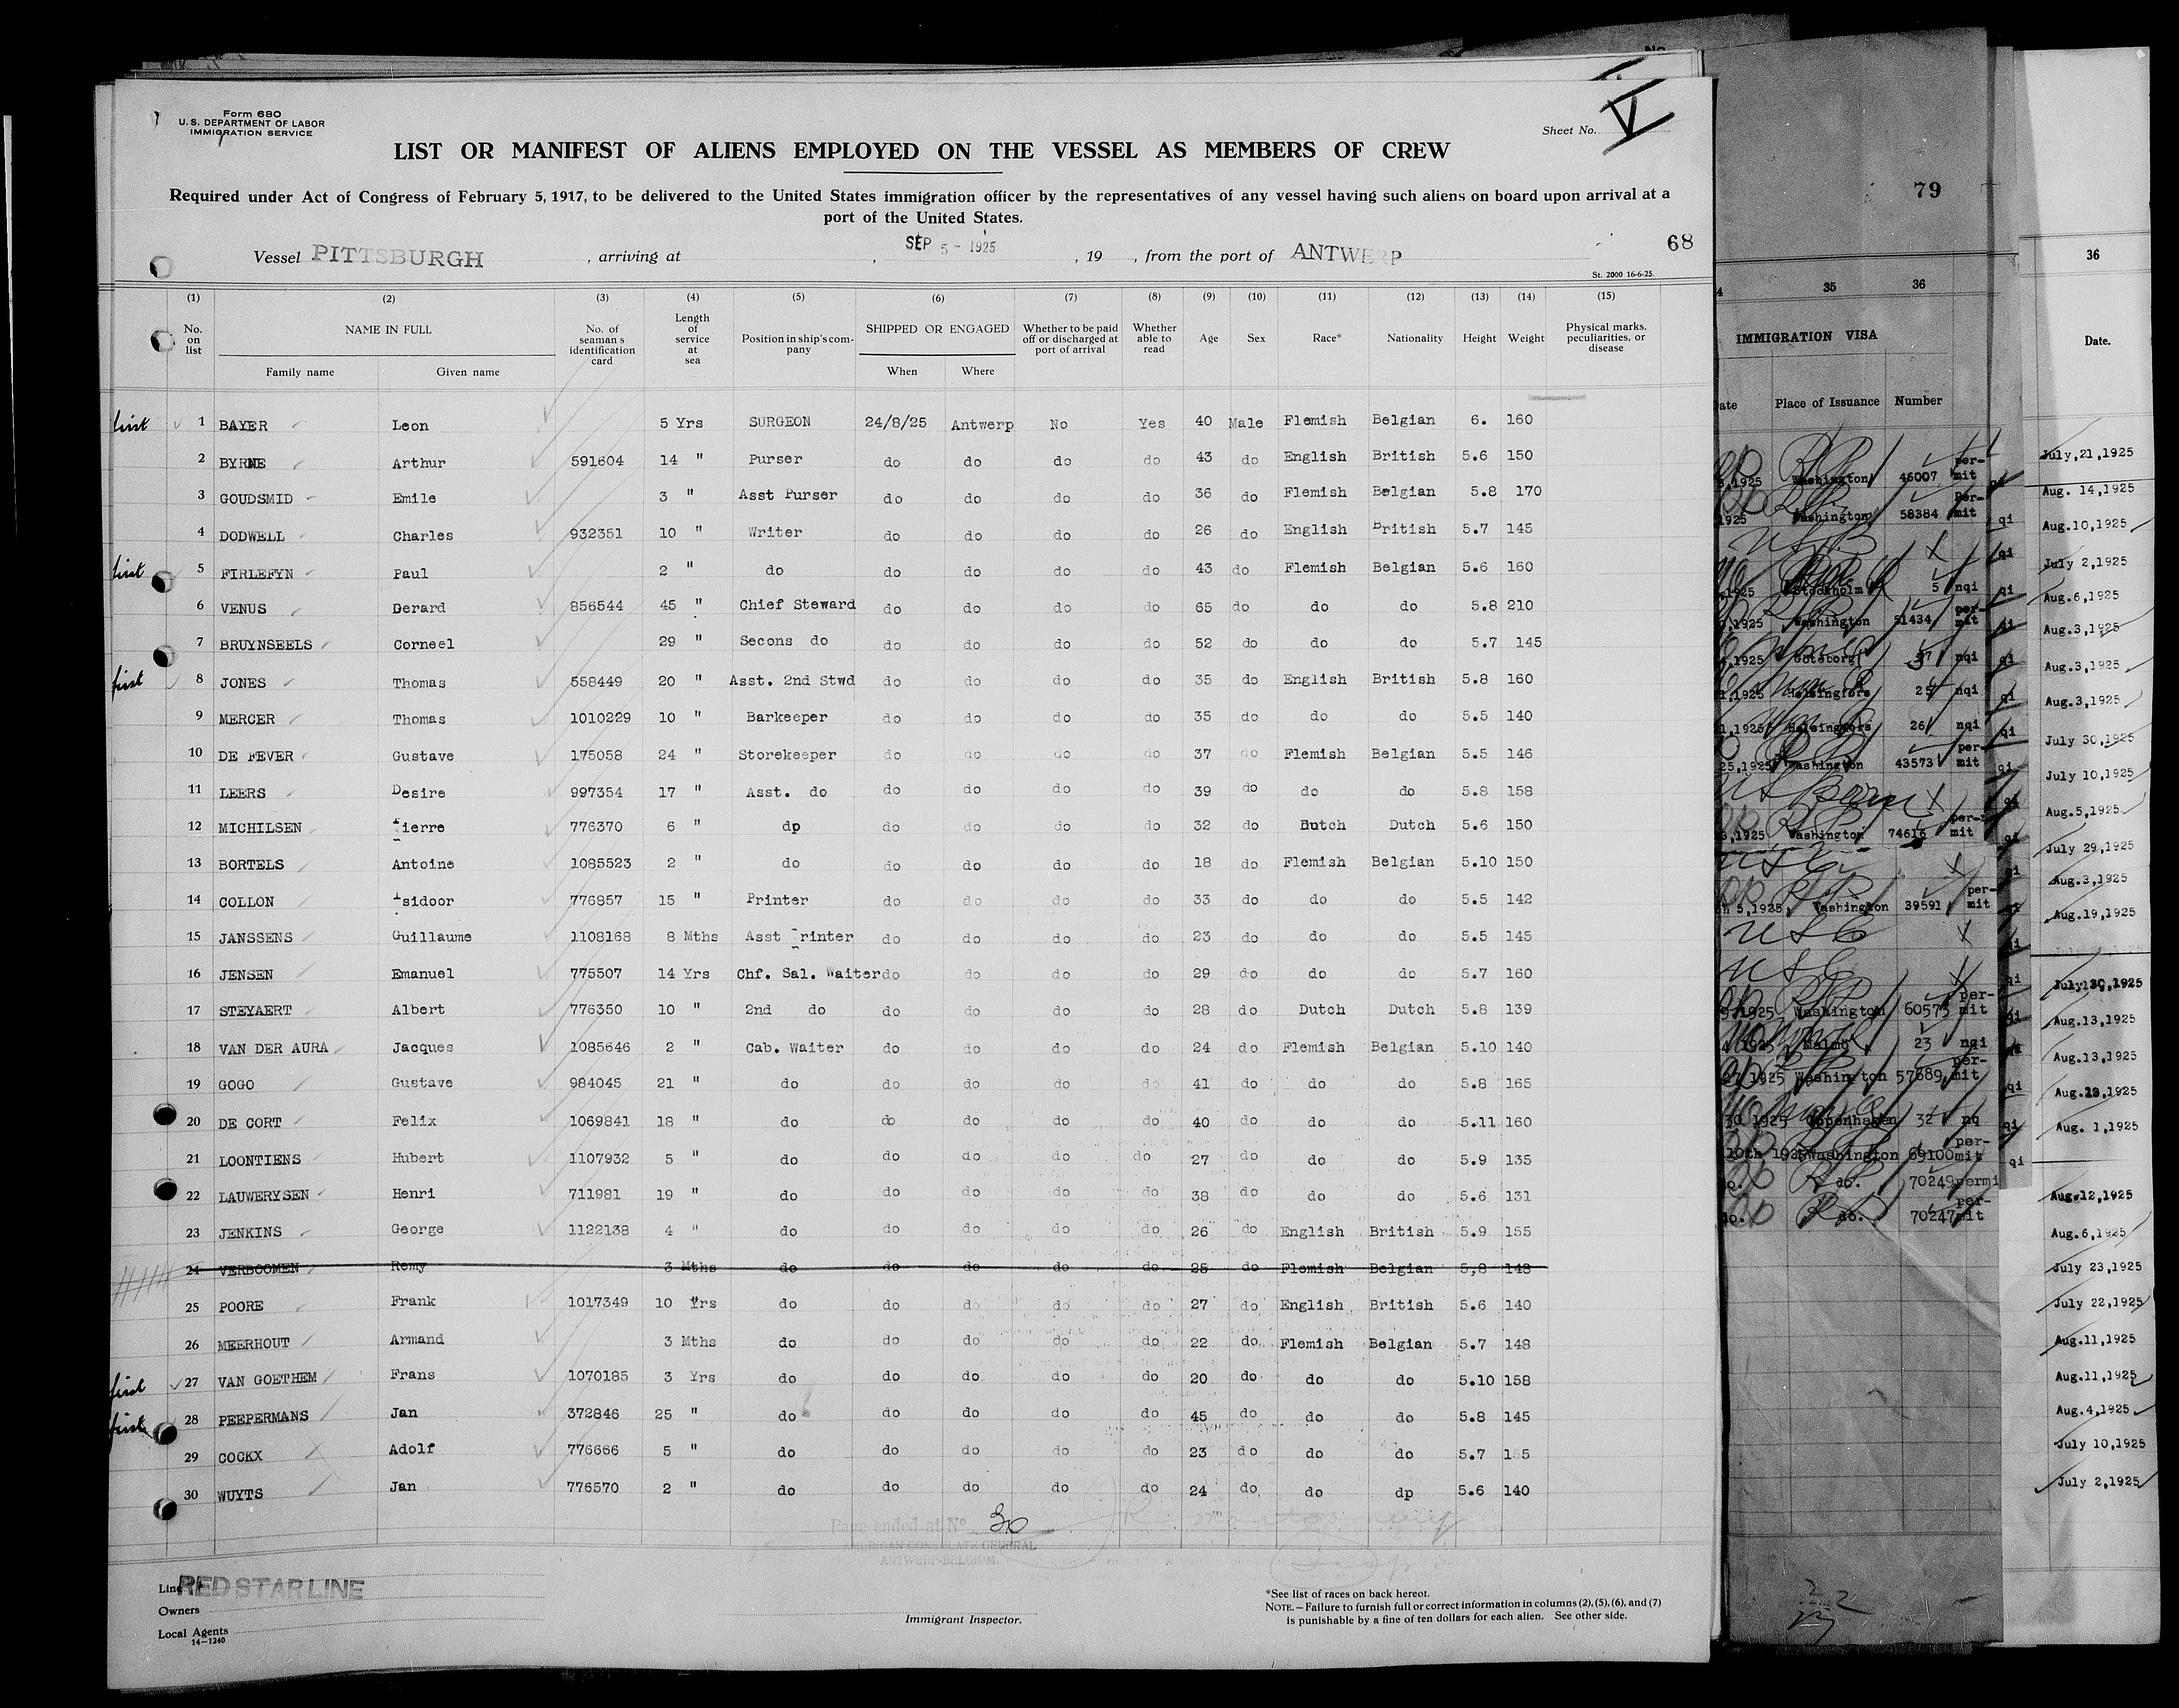 Form 680
U. S. DEPARTMENT OF LABOR
IMMIGRATION SERVICE
Sheet No. V
LIST OR MANIFEST OF ALIENS EMPLOYED ON THE VESSEL AS MEMBERS OF CREW
Required under Act of Congress of February 5, 1917, to be delivered to the United States immigration officer by the representatives of any vessel having such aliens on board upon arrival at a
port of the United States.
68
Vessel PITTSBURGH , arriving at , SEP 5 - 1925 , 19 , from the port of ANTWERP
St. 2000 16-6-25.
(1) (2) (3) (4) (5) (6) (7) (8) (9) (10) (11) (12) (13) (14) (15)
No. on list NAME IN FULL Family name Given name No. of seaman s identification card Length of service at sea Position in ship's company SHIPPED OR ENGAGED When Where Whether to be paid off or discharged at port of arrival Whether able to read Age Sex Race* Nationality Height Weight Physical marks, peculiarities, or disease
first 1 BAYER Leon 5 Yrs SURGEON 24/8/25 Antwerp No Yes 40 Male Flemish Belgian 6. 160
2 BYRNE Arthur 591604 14 " Purser do do do do 43 do English British 5.6 150
3 GOUDSMID Emile 3 " Asst Purser do do do do 36 do Flemish Belgian 5.8 170
4 DODWELL Charles 932351 10 " Writer do do do do 26 do English British 5.7 145
first 5 FIRLEFYN Paul 2 " do do do do do 43 do Flemish Belgian 5.6 160
6 VENUS Gerard 856544 45 " Chief Steward do do do do 65 do do do 5.8 210
7 BRUYNSEELS Corneel 29 " Secons do do do do do 52 do do do 5.7 145
first 8 JONES Thomas 558449 20 " Asst. 2nd Stwd do do do do 35 do English British 5.8 160
9 MERCER Thomas 1010229 10 " Barkeeper do do do do 35 do do do 5.5 140
10 DE FEVER Gustave 175058 24 " Storekeeper do do do do 37 do Flemish Belgian 5.5 146
11 LEERS Desire 997354 17 " Asst. do do do do do 39 do do do 5.8 158
12 MICHILSEN Pierre 776370 6 " dp do do do do 32 do Dutch Dutch 5.6 150
13 BORTELS Antoine 1085523 2 " do do do do do 18 do Flemish Belgian 5.10 150
14 COLLON Isidoor 776857 15 " Printer do do do do 33 do do do 5.5 142
15 JANSSENS Guillaume 1108168 8 Mths Asst Printer do do do do 23 do do do 5.5 145
16 JENSEN Emanuel 775507 14 Yrs Chf. Sal. Waiter do do do do 29 do do do 5.7 160
17 STEYAERT Albert 776350 10 " 2nd do do do do do 28 do Dutch Dutch 5.8 139
18 VAN DER AURA Jacques 1085646 2 " Cab. Waiter do do do do 24 do Flemish Belgian 5.10 140
19 GOGO Gustave 984045 21 " do do do do do 41 do do do 5.8 165
20 DE CORT Felix 1069841 18 " do do do do do 40 do do do 5.11 160
21 LOONTIENS Hubert 1107932 5 " do do do do do 27 do do do 5.9 135
22 LAUWERYSEN Henri 711981 19 " do do do do do 38 do do do 5.6 131
23 JENKINS George 1122138 4 " do do do do do 26 do English British 5.9 155
24 VERBOOMEN Remy 3 Mths do do do do do 25 do Flemish Belgian 5,8 148
25 POORE Frank 1017349 10 Yrs do do do do do 27 do English British 5.6 140
26 MEERHOUT Armand 3 Mths do do do do do 22 do Flemish Belgian 5.7 148
first 27 VAN GOETHEM Frans 1070185 3 Yrs do do do do do 20 do do do 5.10 158
first 28 PEEPERMANS Jan 372846 25 " do do do do do 45 do do do 5.8 145
29 COCKX Adolf 776666 5 " do do do do do 23 do do do 5.7 155
30 WUYTS Jan 776570 2 " do do do do do 24 do do dp 5.6 140
Page ended at No 30
AMERICAN CONSULATE GENERAL
ANTWERP-BELGIUM.
Line RED STAR LINE
Owners
Local Agents
14-1240
Immigrant Inspector.
*See list of races on back hereof.
NOTE.—Failure to furnish full or correct information in columns (2), (5), (6), and (7)
is punishable by a fine of ten dollars for each alien. See other side.
No.
79
35 36
IMMIGRATION VISA
Place of Issuance Number
Washington 46007 permit
Washington 58384 permit
Stockholm 5 nqi
Washington 51434 permit
Goteborg 37 nqi
Helsingfors 25 nqi
Helsingfors 26 nqi
Washington 43573 permit
Washington 74616 permit
Washington 39591 permit
Washington 60573 permit
Malmo 23 nqi
Washington 57689 permit
Copenhagen 32 nq
Washington 69100 permit
do. 70249 permi
do. 70247 permit
36
Date.
July,21,1925
Aug. 14,1925
Aug.10,1925
July 2,1925
Aug.6,1925
Aug.3,1925
Aug.3,1925
Aug.3,1925
July 30,1925
July 10,1925
Aug.5,1925
July 29,1925
Aug.3,1925
Aug.19,1925
Aug.13,1925
Aug.13,1925
Aug. 1,1925
Aug.12,1925
Aug.6,1925
July 23,1925
July 22,1925
Aug.11,1925
Aug.11,1925
Aug.4,1925
July 10,1925
July 2,1925